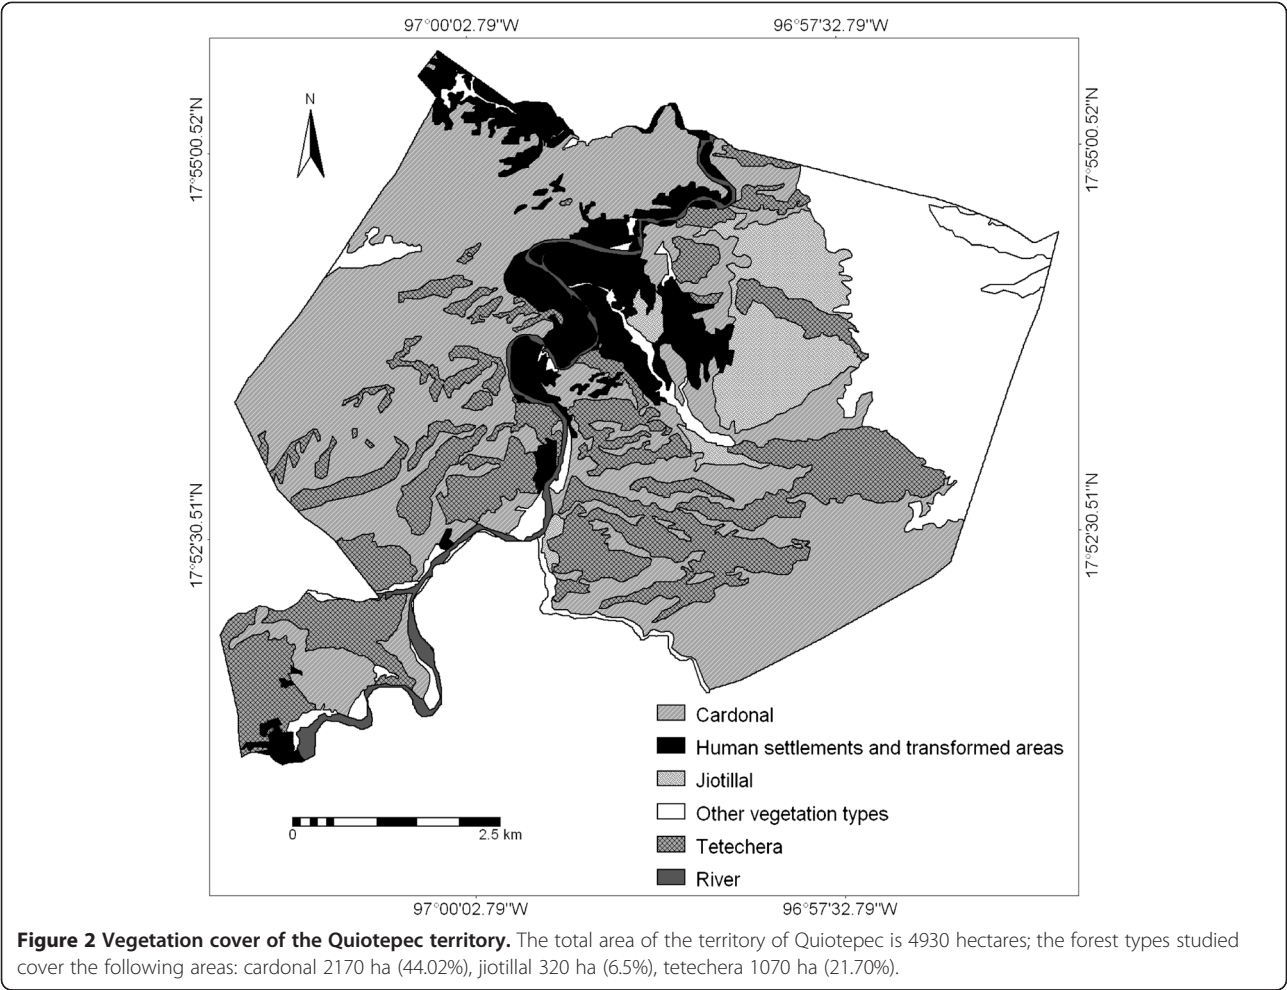 97°00'02.79"W 96°57'32.79"W
N
17°55'00.52"N
17°55'00.52"N
17°52'30.51"N
17°52'30.51"N
Cardonal
Human settlements and transformed areas
Jiotillal
Other vegetation types
Tetechera
River
0 2.5 km
97°00'02.79"W 96°57'32.79"W
Figure 2 Vegetation cover of the Quiotepec territory. The total area of the territory of Quiotepec is 4930 hectares; the forest types studied
cover the following areas: cardonal 2170 ha (44.02%), jiotillal 320 ha (6.5%), tetechera 1070 ha (21.70%).